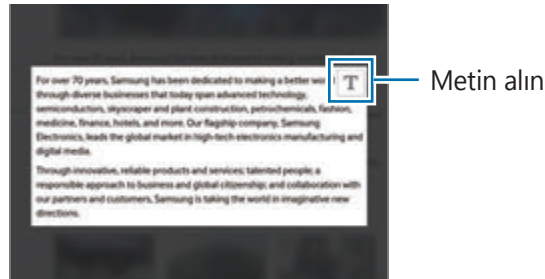 For over 70 years, Samsung has been dedicated to making a better
T
Metin alın
through diverse businesses that today span advanced technology,
semiconduction, skyscraper and plant construction, petrochemicals, fashion,
medicine, finance, hotels, and more. Our flagship company, Samsung
Electronics, leads the global market in high-tech electronics manufacturing and
digital media.
Through innovative, reliable products and services; talented people; a
responsible approach to business and global citizenship; and collaboration with
our partners and customers, Samsung is taking the world in imaginative new
directions.